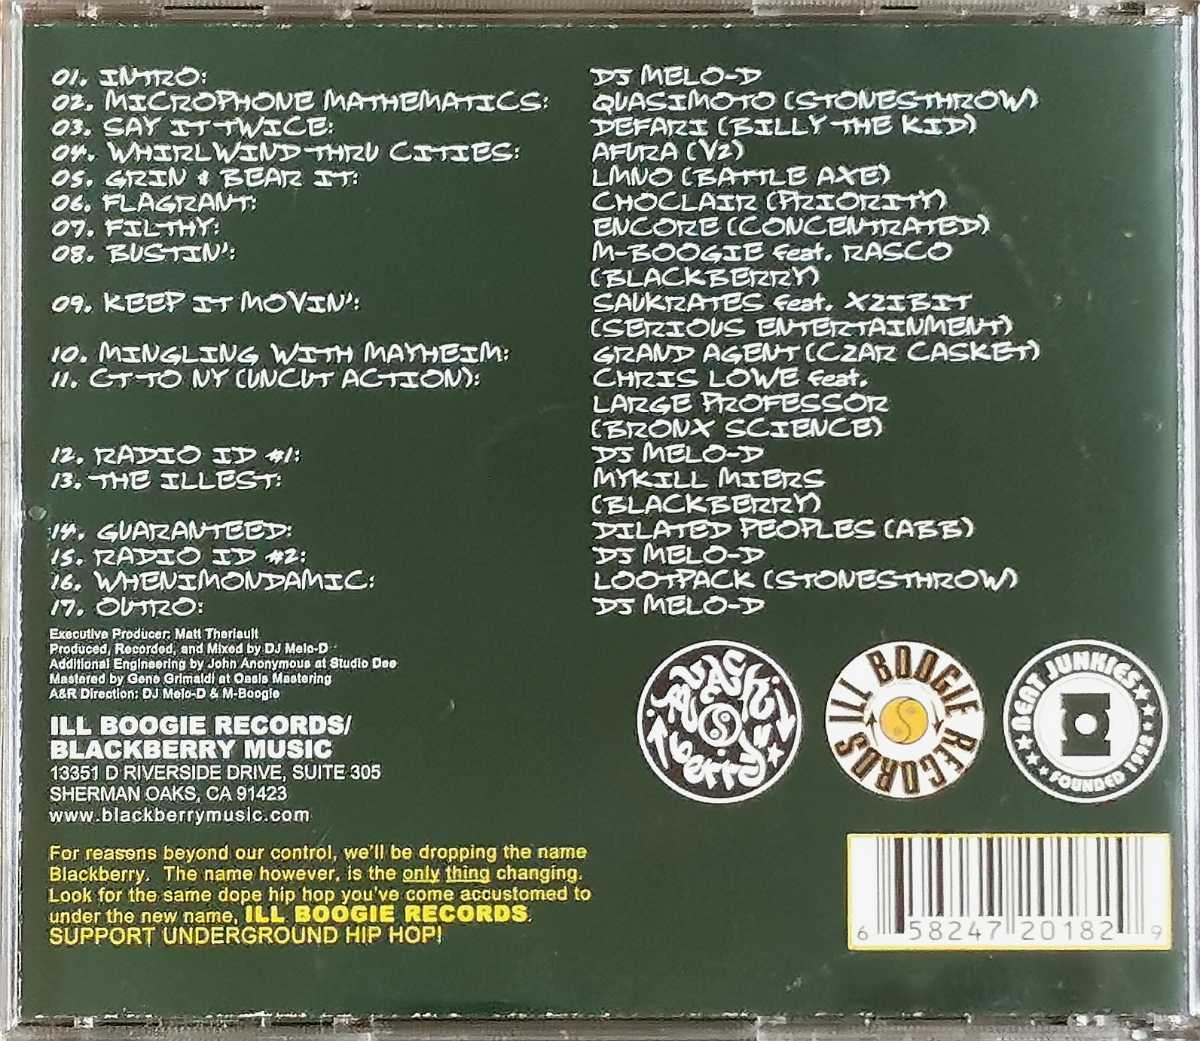 01. INTRO: DJ MELO-D
02. MICROPHONE MATHEMATICS: QUASIMOTO (STONESTHROW)
03. SAY IT TWICE: DEFARI (BILLY THE KID)
04. WHIRLWIND THRU CITIES: AFURA (V2)
05. GRIN & BEAR IT: LMNO (BATTLE AXE)
06. FLAGRANT: CHOCLAIR (PRIORITY)
07. FILTHY: ENCORE (CONCENTRATED)
08. BUSTIN': M-BOOGIE feat. RASCO
(BLACKBERRY)
09. KEEP IT MOVIN': SAUKRATES feat. XZIBIT
(SERIOUS ENTERTAINMENT)
10. MINGLING WITH MAYHEIM: GRAND AGENT (CZAR CASKET)
11. CT TO NY (UNCUT ACTION): CHRIS LOWE feat.
LARGE PROFESSOR
(BRONX SCIENCE)
12. RADIO ID #1: DJ MELO-D
13. THE ILLEST: MYKILL MIERS
(BLACKBERRY)
14. GUARANTEED: DILATED PEOPLES (ABB)
15. RADIO ID #2: DJ MELO-D
16. WHENIMONDAMIC: LOOTPACK (STONESTHROW)
17. OUTRO: DJ MELO-D
Executive Producer: Matt Theriault
Produced, Recorded, and Mixed by DJ Melo-D
Additional Engineering by John Anonymous at Studio Dee
Mastered by Gene Grimaldi at Oasis Mastering
A&R Direction: DJ Melo-D & M-Boogie
ILL BOOGIE RECORDS/
BLACKBERRY MUSIC
13351 D RIVERSIDE DRIVE, SUITE 305
SHERMAN OAKS, CA 91423
www.blackberrymusic.com
For reasons beyond our control, we'll be dropping the name
Blackberry. The name however, is the only thing changing.
Look for the same dope hip hop you've come accustomed to
under the new name, ILL BOOGIE RECORDS.
SUPPORT UNDERGROUND HIP HOP!
ILL BOOGIE RECORDS
BEAT JUNKIES
FOUNDED 1992
6 58247 20182 9